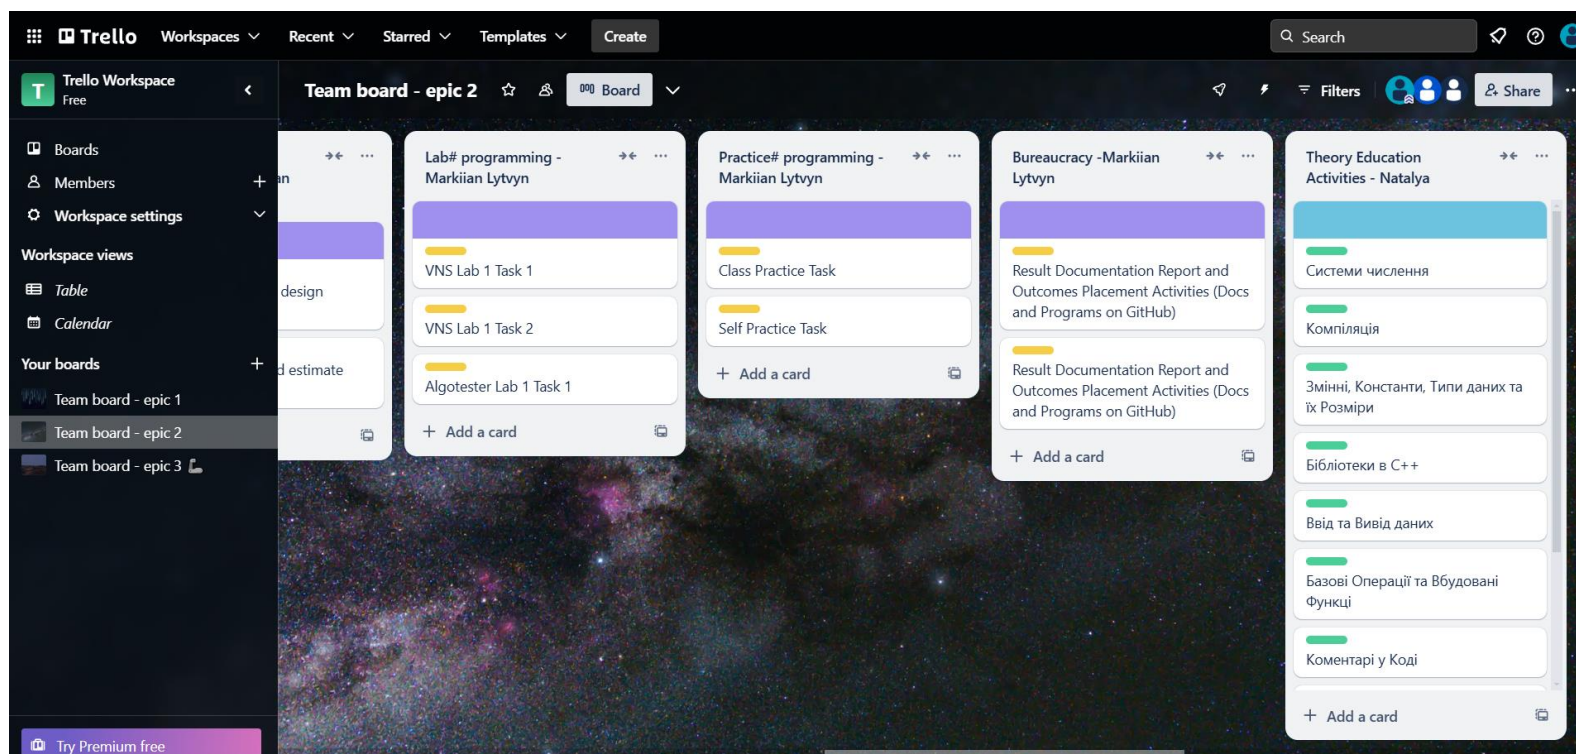 Trello
Workspaces
Recent
Starred
Templates
Create
Search
T
Trello Workspace
Free
Team board - epic 2
Board
Filters
Share
Boards
Members
Workspace settings
Workspace views
Table
Calendar
Your boards
Team board - epic 1
Team board - epic 2
Team board - epic 3
Try Premium free
design
estimate
Lab# programming -
Markiian Lytvyn
VNS Lab 1 Task 1
VNS Lab 1 Task 2
Algotester Lab 1 Task 1
+ Add a card
Practice# programming -
Markiian Lytvyn
Class Practice Task
Self Practice Task
+ Add a card
Bureaucracy -Markiian
Lytvyn
Result Documentation Report and
Outcomes Placement Activities (Docs
and Programs on GitHub)
Result Documentation Report and
Outcomes Placement Activities (Docs
and Programs on GitHub)
+ Add a card
Theory Education
Activities - Natalya
Системи числення
Компіляція
Змінні, Константи, Типи даних та
їх Розміри
Бібліотеки в C++
Ввід та Вивід даних
Базові Операції та Вбудовані
Функці
Коментарі у Коді
+ Add a card